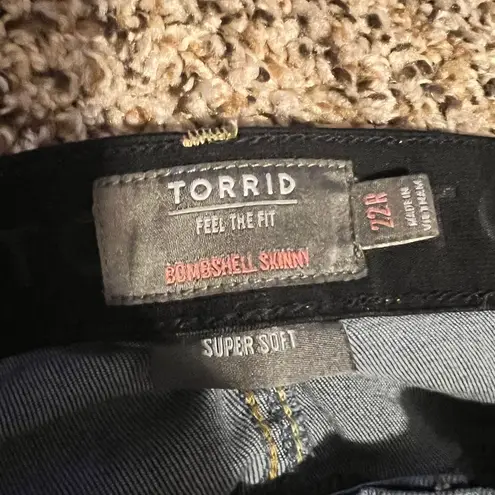 TORRID
FEEL THE FIT
BOMBSHELL SKINNY
22R
MADE IN
VIETNAM
SUPER SOFT